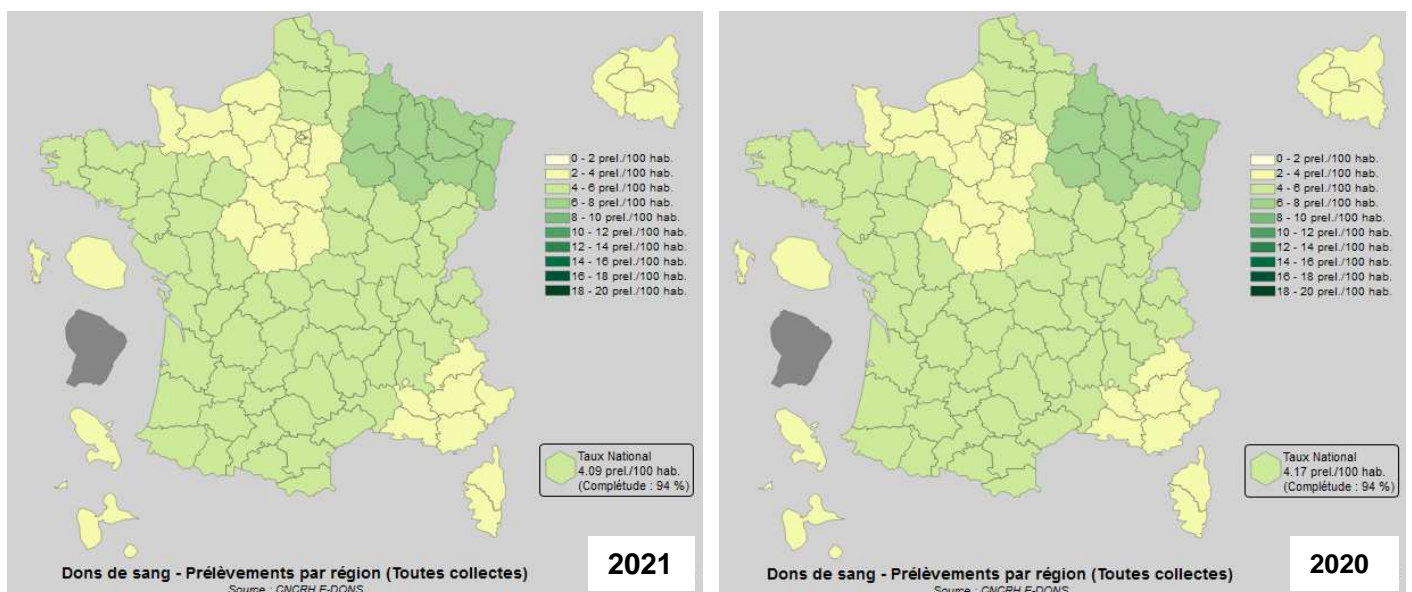 0 - 2 prel./100 hab.
2 - 4 prel./100 hab.
4 - 6 prel./100 hab.
6 - 8 prel./100 hab.
8 - 10 prel./100 hab.
10 - 12 prel./100 hab.
12 - 14 prel./100 hab.
14 - 16 prel./100 hab.
16 - 18 prel./100 hab.
18 - 20 prel./100 hab.
Taux National
4.09 prel./100 hab.
(Complétude : 94 %)
2021
Dons de sang - Prélèvements par région (Toutes collectes)
Source : CNCRH E-DONS
0 - 2 prel./100 hab.
2 - 4 prel./100 hab.
4 - 6 prel./100 hab.
6 - 8 prel./100 hab.
8 - 10 prel./100 hab.
10 - 12 prel./100 hab.
12 - 14 prel./100 hab.
14 - 16 prel./100 hab.
16 - 18 prel./100 hab.
18 - 20 prel./100 hab.
Taux National
4.17 prel./100 hab.
(Complétude : 94 %)
2020
Dons de sang - Prélèvements par région (Toutes collectes)
Source : CNCRH E-DONS